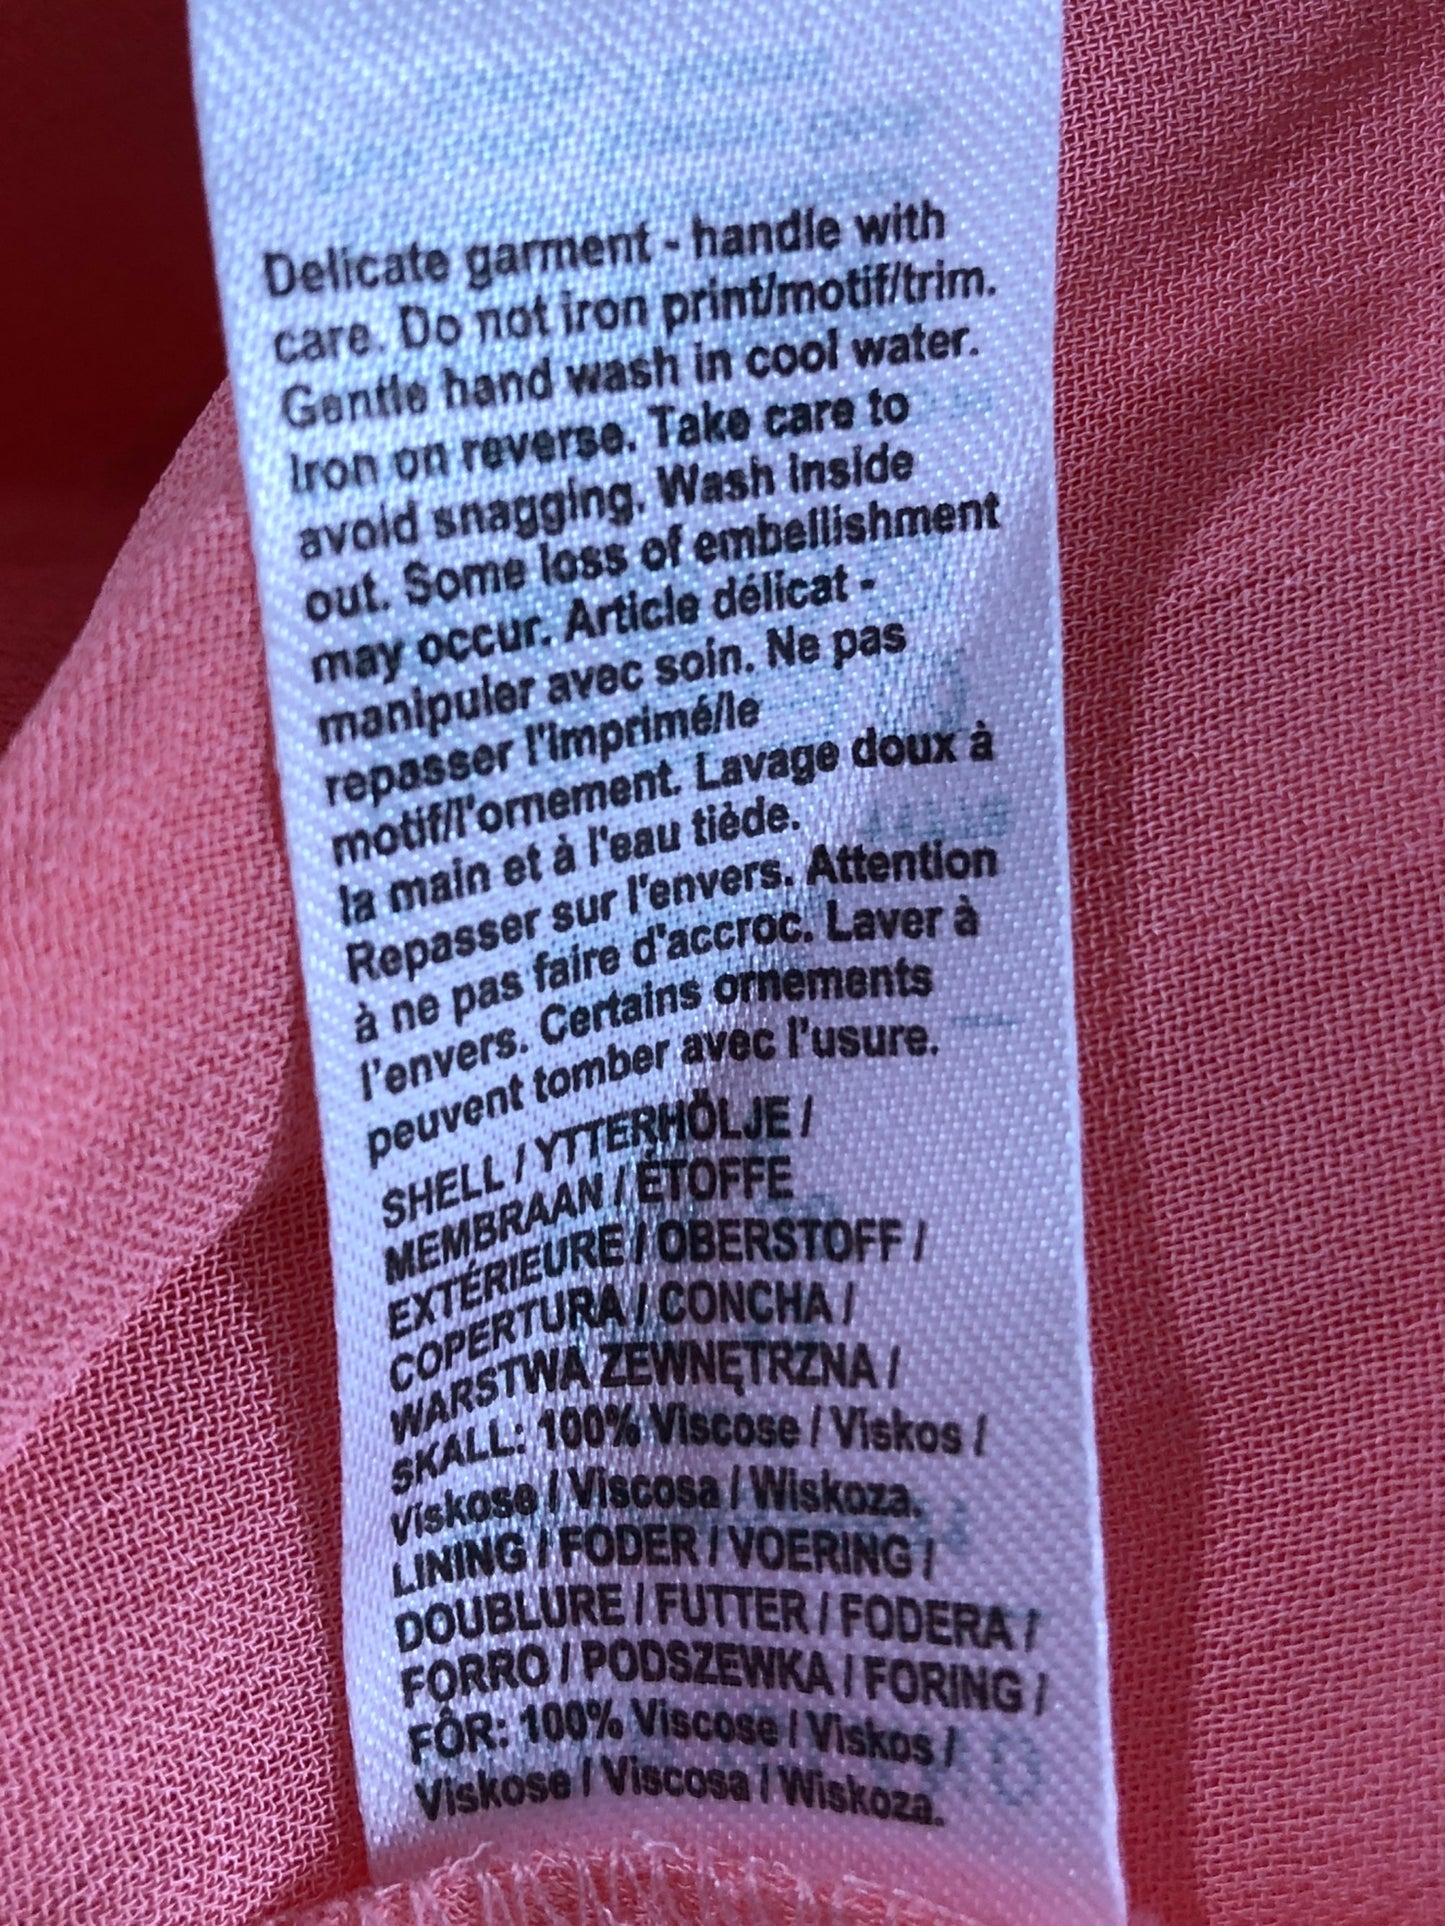 Delicate garment - handle with
care. Do not iron print/motif/trim.
Gentle hand wash in cool water.
Iron on reverse. Take care to
avoid snagging. Wash inside
out. Some loss of embellishment
may occur. Article délicat -
manipuler avec soin. Ne pas
repasser l'imprimé/le
motif/l'ornement. Lavage doux à
la main et à l'eau tiède.
Repasser sur l'envers. Attention
à ne pas faire d'accroc. Laver à
l'envers. Certains ornements
peuvent tomber avec l'usure.
SHELL / YTTERHÖLJE /
MEMBRAAN / ÉTOFFE
EXTÉRIEURE / OBERSTOFF /
COPERTURA / CONCHA /
WARSTWA ZEWNĘTRZNA /
SKALL: 100% Viscose / Viskos /
Viskose / Viscosa / Wiskoza.
LINING / FODER / VOERING /
DOUBLURE / FUTTER / FODERA /
FORRO / PODSZEWKA / FORING /
FÔR: 100% Viscose / Viskos /
Viskose / Viscosa / Wiskoza.